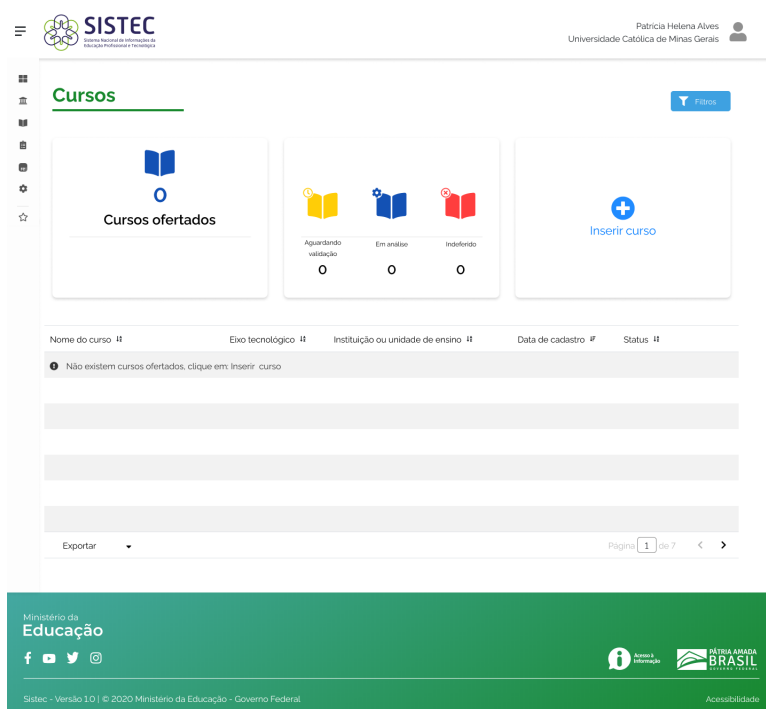 SISTEC
Sistema Nacional de Informações da
Educação Profissional e Tecnológica
Patricia Helena Alves
Universidade Católica de Minas Gerais
Cursos
Filtros
0
Cursos ofertados
Aguardando
validação
0
Em análise
0
Indeferido
0
Inserir curso
Nome do curso
Eixo tecnológico
Instituição ou unidade de ensino
Data de cadastro
Status
Não existem cursos ofertados, clique em: Inserir curso
Exportar
Página 1 de 7
Ministério da
Educação
Acesso à
Informação
PÁTRIA AMADA
BRASIL
GOVERNO FEDERAL
Sistec - Versão 1.0 | © 2020 Ministério da Educação - Governo Federal
Acessibilidade